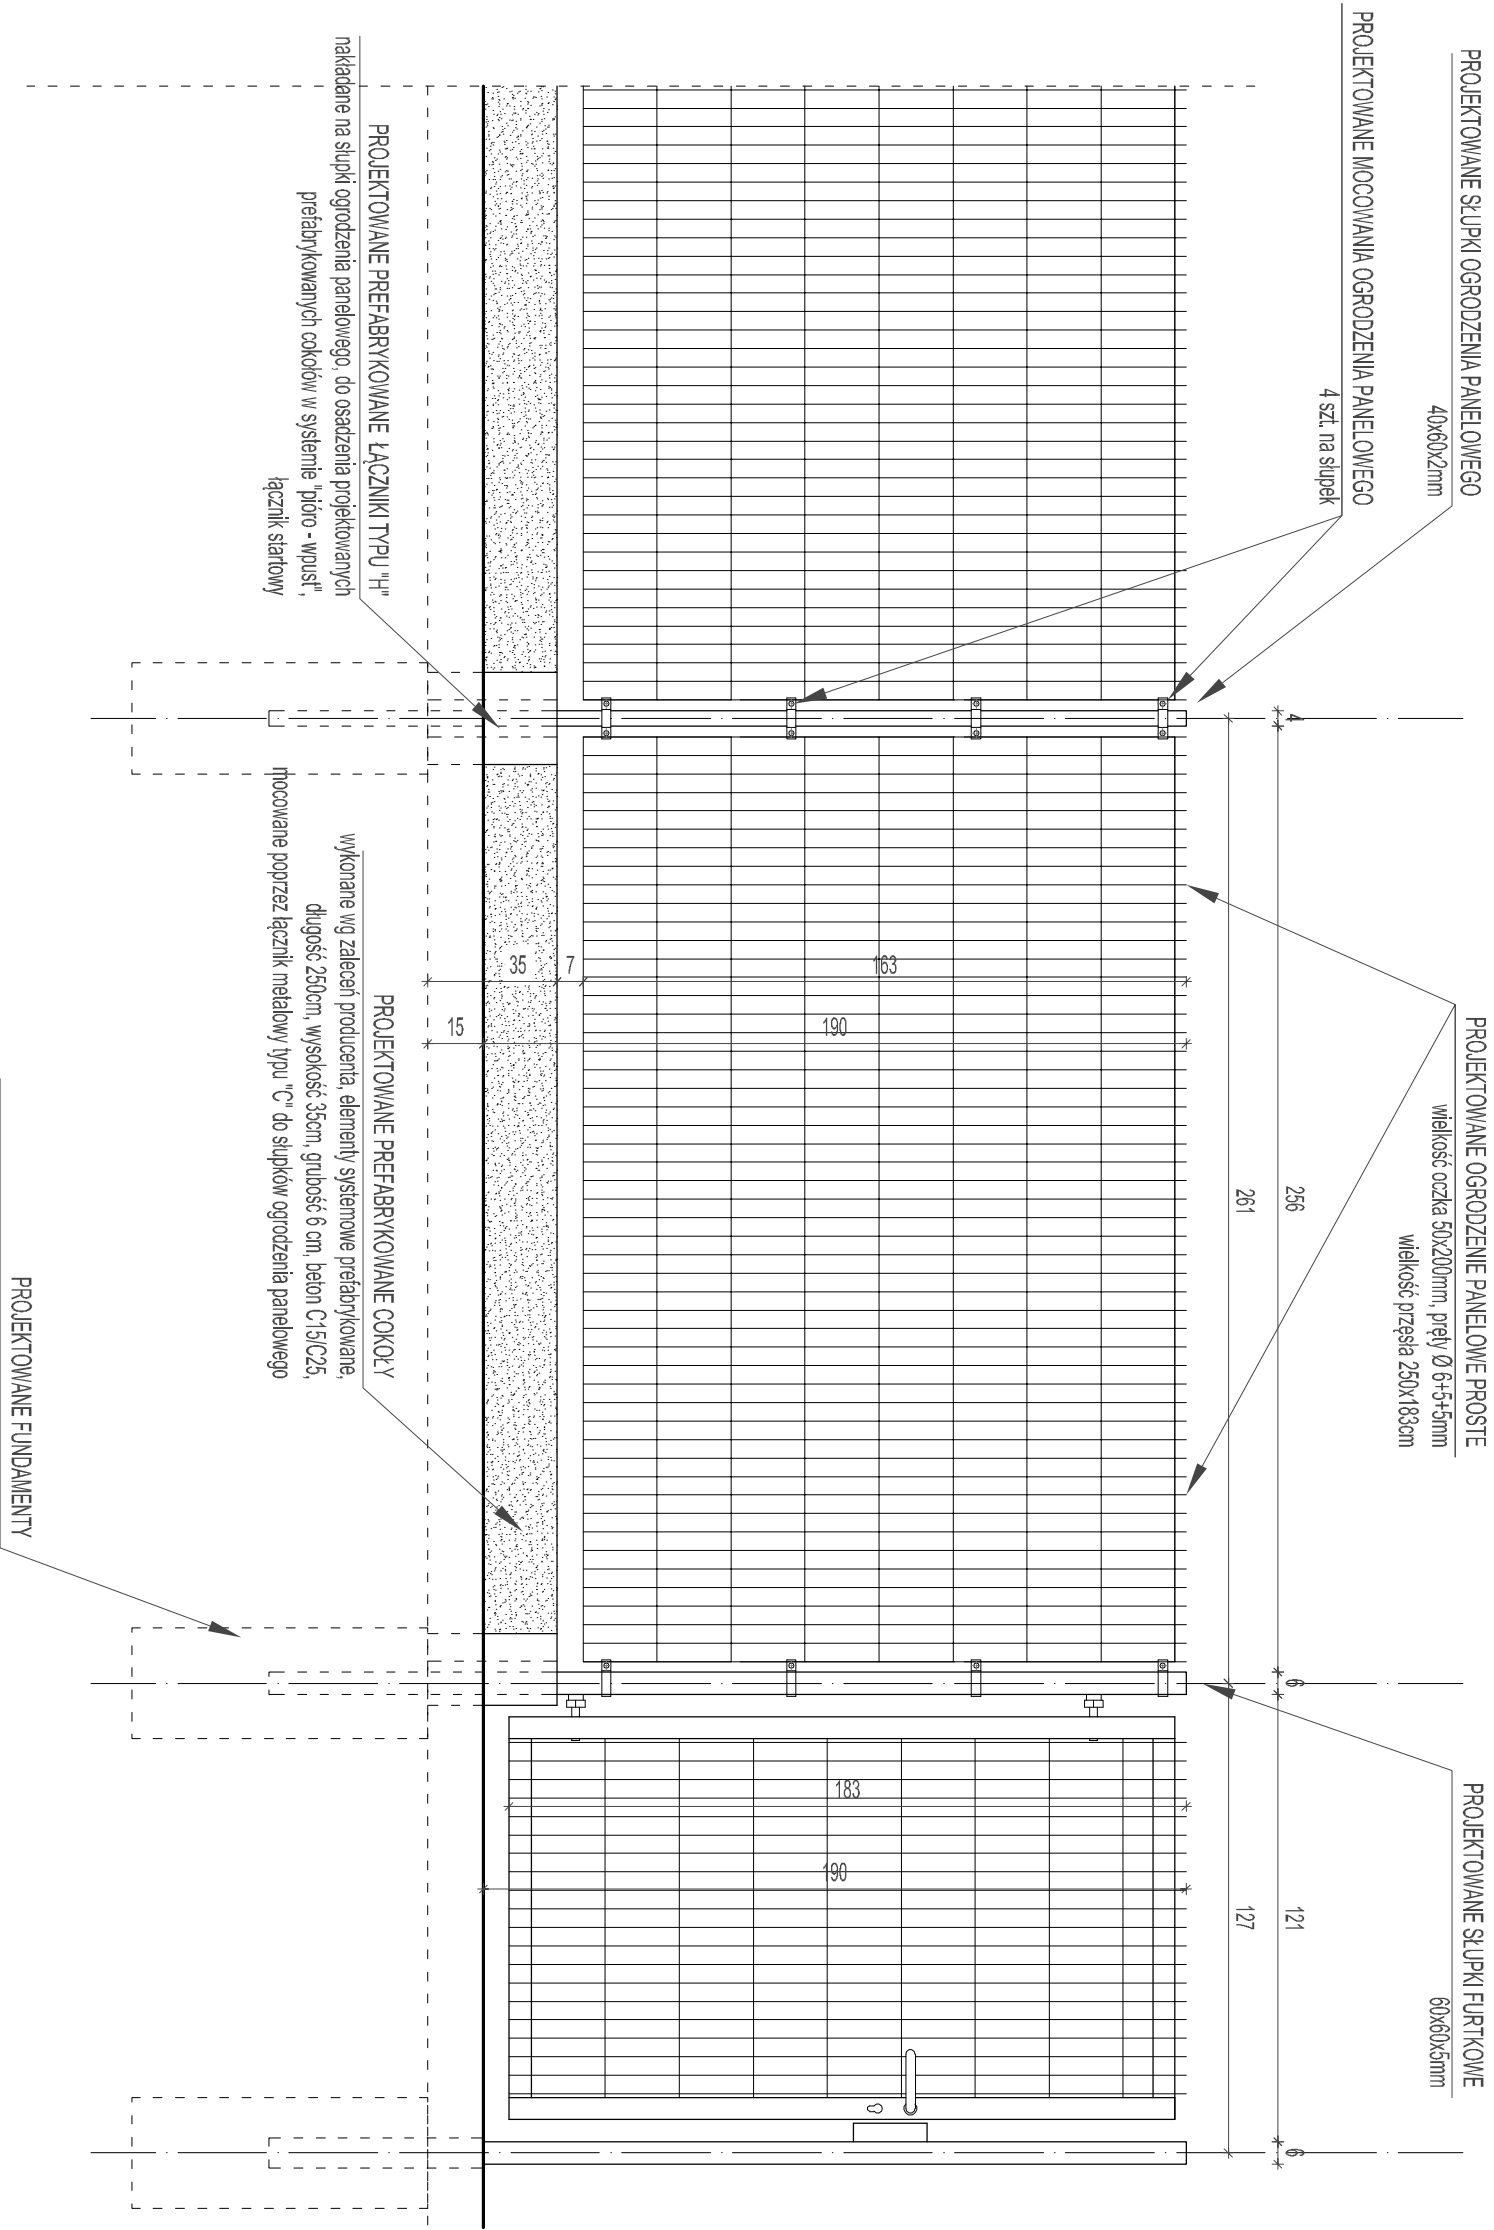 PROJEKTOWANE SŁUPKI OGRODZENIA PANELOWEGO
40x60x2mm
PROJEKTOWANE MOCOWANIA OGRODZENIA PANELOWEGO
4 szt. na słupek
PROJEKTOWANE OGRODZENIE PANELOWE PROSTE
wielkość oczka 50x200mm, pręty Ø 6+5+5mm
wielkość przęsła 250x183cm
PROJEKTOWANE SŁUPKI FURTKOWE
60x60x5mm
4
256
6
121
6
261
127
163
190
7
35
15
183
190
PROJEKTOWANE PREFABRYKOWANE ŁĄCZNIKI TYPU "H"
nakładane na słupki ogrodzenia panelowego, do osadzenia projektowanych
prefabrykowanych cokołów w systemie "pióro - wpust",
łącznik startowy
PROJEKTOWANE PREFABRYKOWANE COKOŁY
wykonane wg zaleceń producenta, elementy systemowe prefabrykowane,
długość 250cm, wysokość 35cm, grubość 6 cm, beton C15/C25,
mocowane poprzez łącznik metalowy typu "C" do słupków ogrodzenia panelowego
PROJEKTOWANE FUNDAMENTY